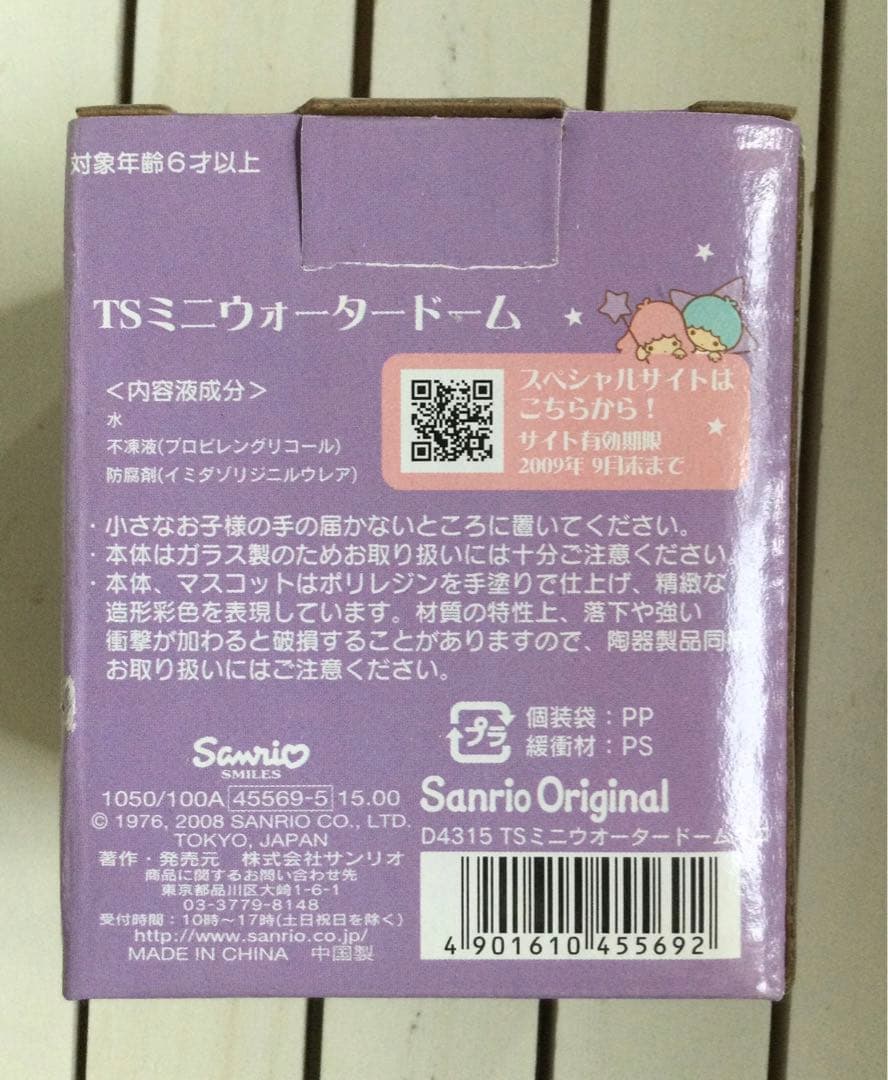 対象年齢6才以上
TSミニウォータードーム
<内容液成分>
水
不凍液(プロピレングリコール)
防腐剤(イミダゾリジニルウレア)
スペシャルサイトは
こちらから!
サイト有効期限
2009年 9月末まで
・小さなお子様の手の届かないところに置いてください。
・本体はガラス製のためお取り扱いには十分ご注意ください。
・本体、マスコットはポリレジンを手塗りで仕上げ、精緻な
造形彩色を表現しています。材質の特性上、落下や強い
衝撃が加わると破損することがありますので、陶器製品同様
お取り扱いにはご注意ください。
プラ
個装袋:PP
緩衝材:PS
Sanrio
SMILES
1050/100A 45569-5 15.00
© 1976, 2008 SANRIO CO., LTD.
TOKYO, JAPAN
著作・発売元 株式会社サンリオ
商品に関するお問い合わせ先
東京都品川区大崎1-6-1
03-3779-8148
受付時間:10時~17時(土日祝日を除く)
http://www.sanrio.co.jp/
MADE IN CHINA 中国製
Sanrio Original
D4315 TSミニウオータードーム
4 901610 455692